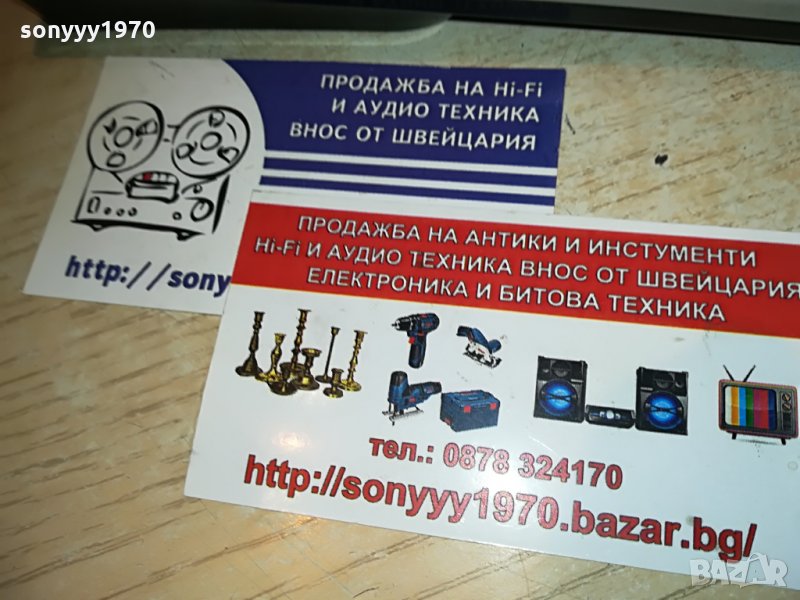 sonyyy1970
ПРОДАЖБА НА Hi-Fi
И АУДИО ТЕХНИКА
ВНОС ОТ ШВЕЙЦАРИЯ
http://sony
ПРОДАЖБА НА АНТИКИ И ИНСТУМЕНТИ
Hi-Fi И АУДИО ТЕХНИКА ВНОС ОТ ШВЕЙЦАРИЯ
ЕЛЕКТРОНИКА И БИТОВА ТЕХНИКА
тел.: 0878 324170
http://sonyyy1970.bazar.bg/
BAZAR